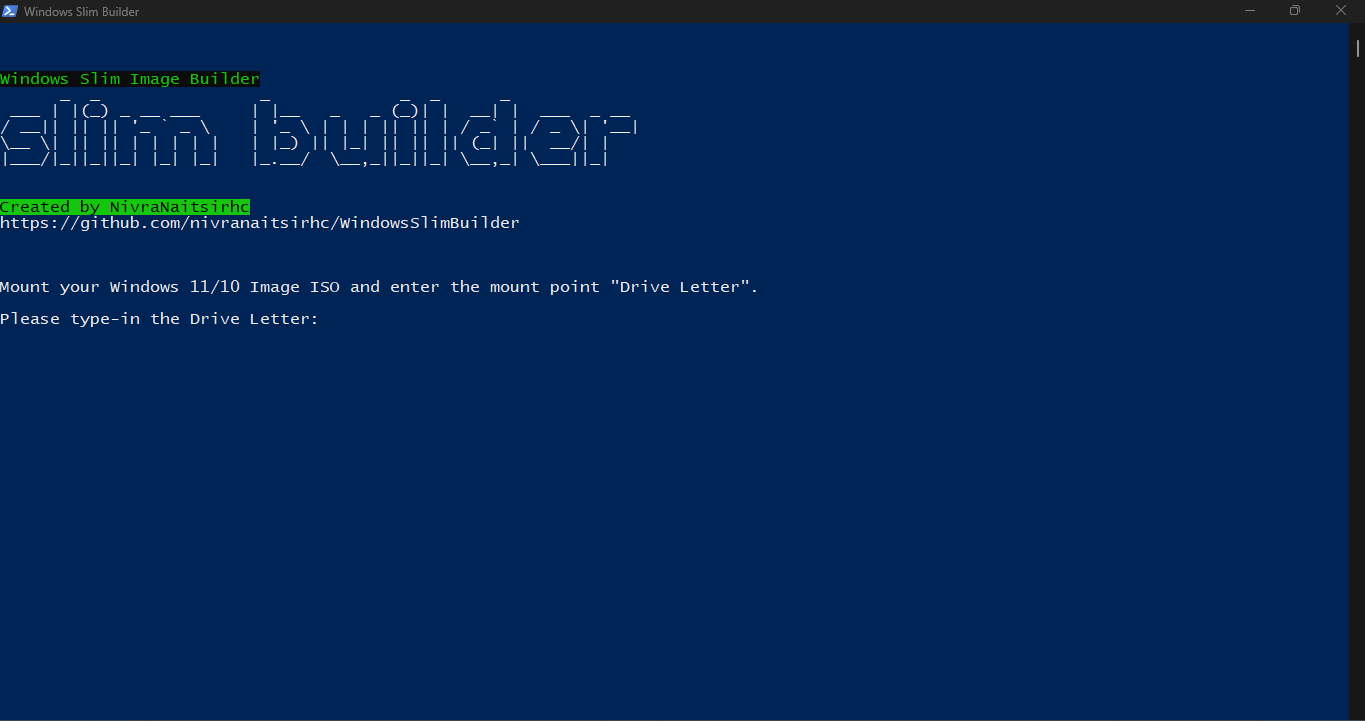 Windows Slim Builder
Windows Slim Image Builder
slim builder
Created by NivraNaitsirhc
https://github.com/nivranaitsirhc/WindowsSlimBuilder
Mount your Windows 11/10 Image ISO and enter the mount point "Drive Letter".
Please type-in the Drive Letter: